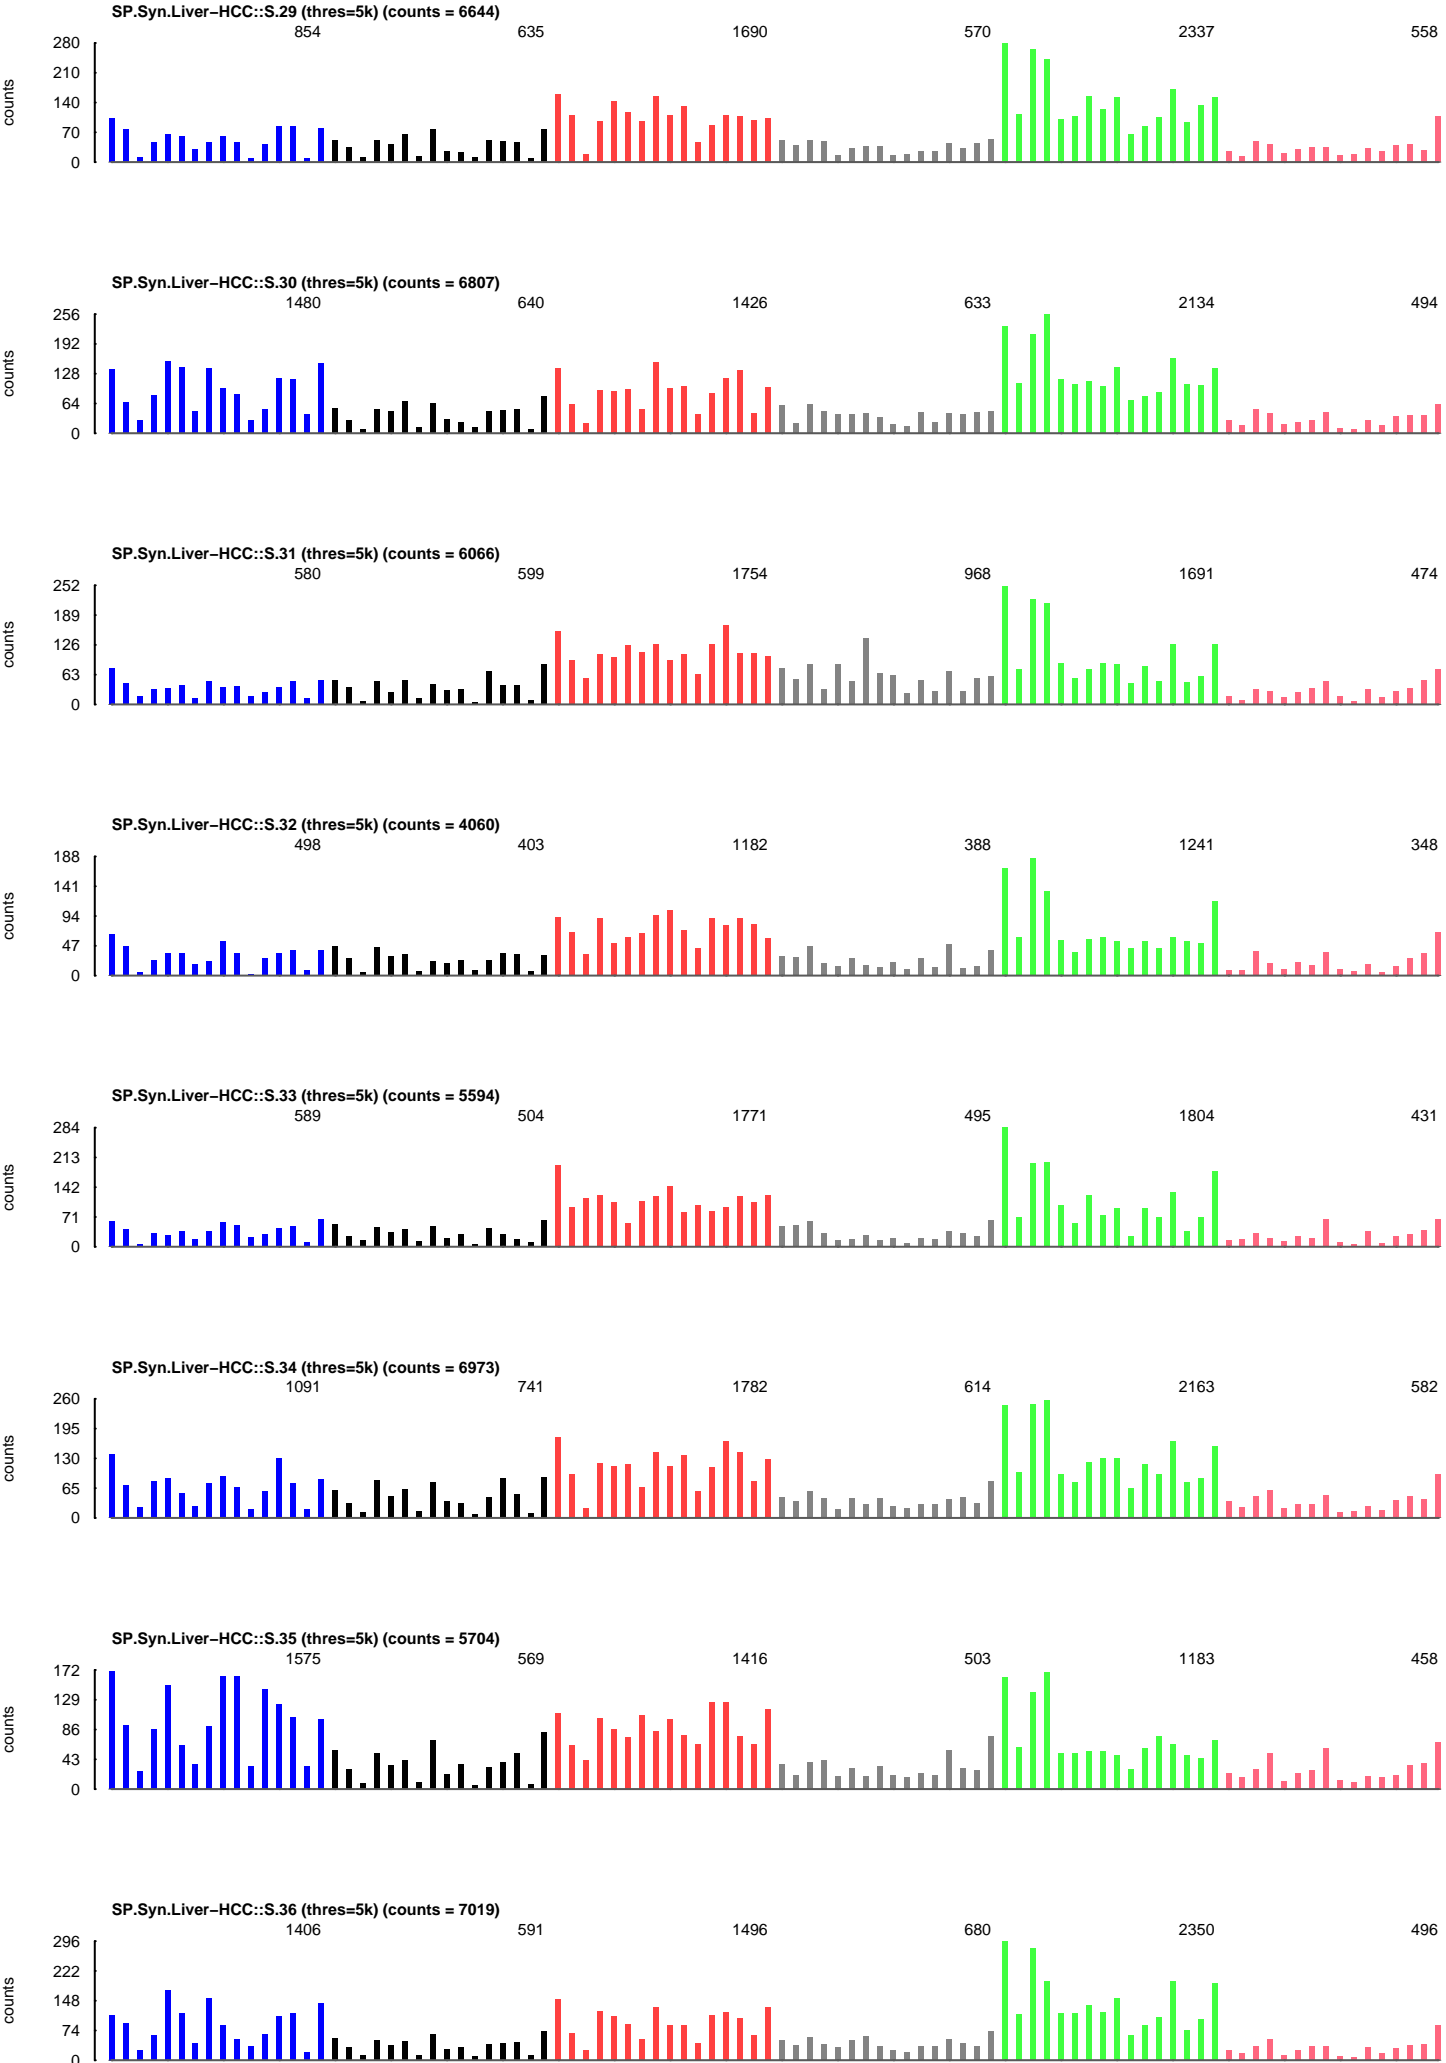 SP.Syn.Liver−HCC::S.29 (thres=5k) (counts = 6644)
854 635 1690 570 2337 558
280
210
140
70
0
counts
SP.Syn.Liver−HCC::S.30 (thres=5k) (counts = 6807)
1480 640 1426 633 2134 494
256
192
128
64
0
counts
SP.Syn.Liver−HCC::S.31 (thres=5k) (counts = 6066)
580 599 1754 968 1691 474
252
189
126
63
0
counts
SP.Syn.Liver−HCC::S.32 (thres=5k) (counts = 4060)
498 403 1182 388 1241 348
188
141
94
47
0
counts
SP.Syn.Liver−HCC::S.33 (thres=5k) (counts = 5594)
589 504 1771 495 1804 431
284
213
142
71
0
counts
SP.Syn.Liver−HCC::S.34 (thres=5k) (counts = 6973)
1091 741 1782 614 2163 582
260
195
130
65
0
counts
SP.Syn.Liver−HCC::S.35 (thres=5k) (counts = 5704)
1575 569 1416 503 1183 458
172
129
86
43
0
counts
SP.Syn.Liver−HCC::S.36 (thres=5k) (counts = 7019)
1406 591 1496 680 2350 496
296
222
148
74
0
counts